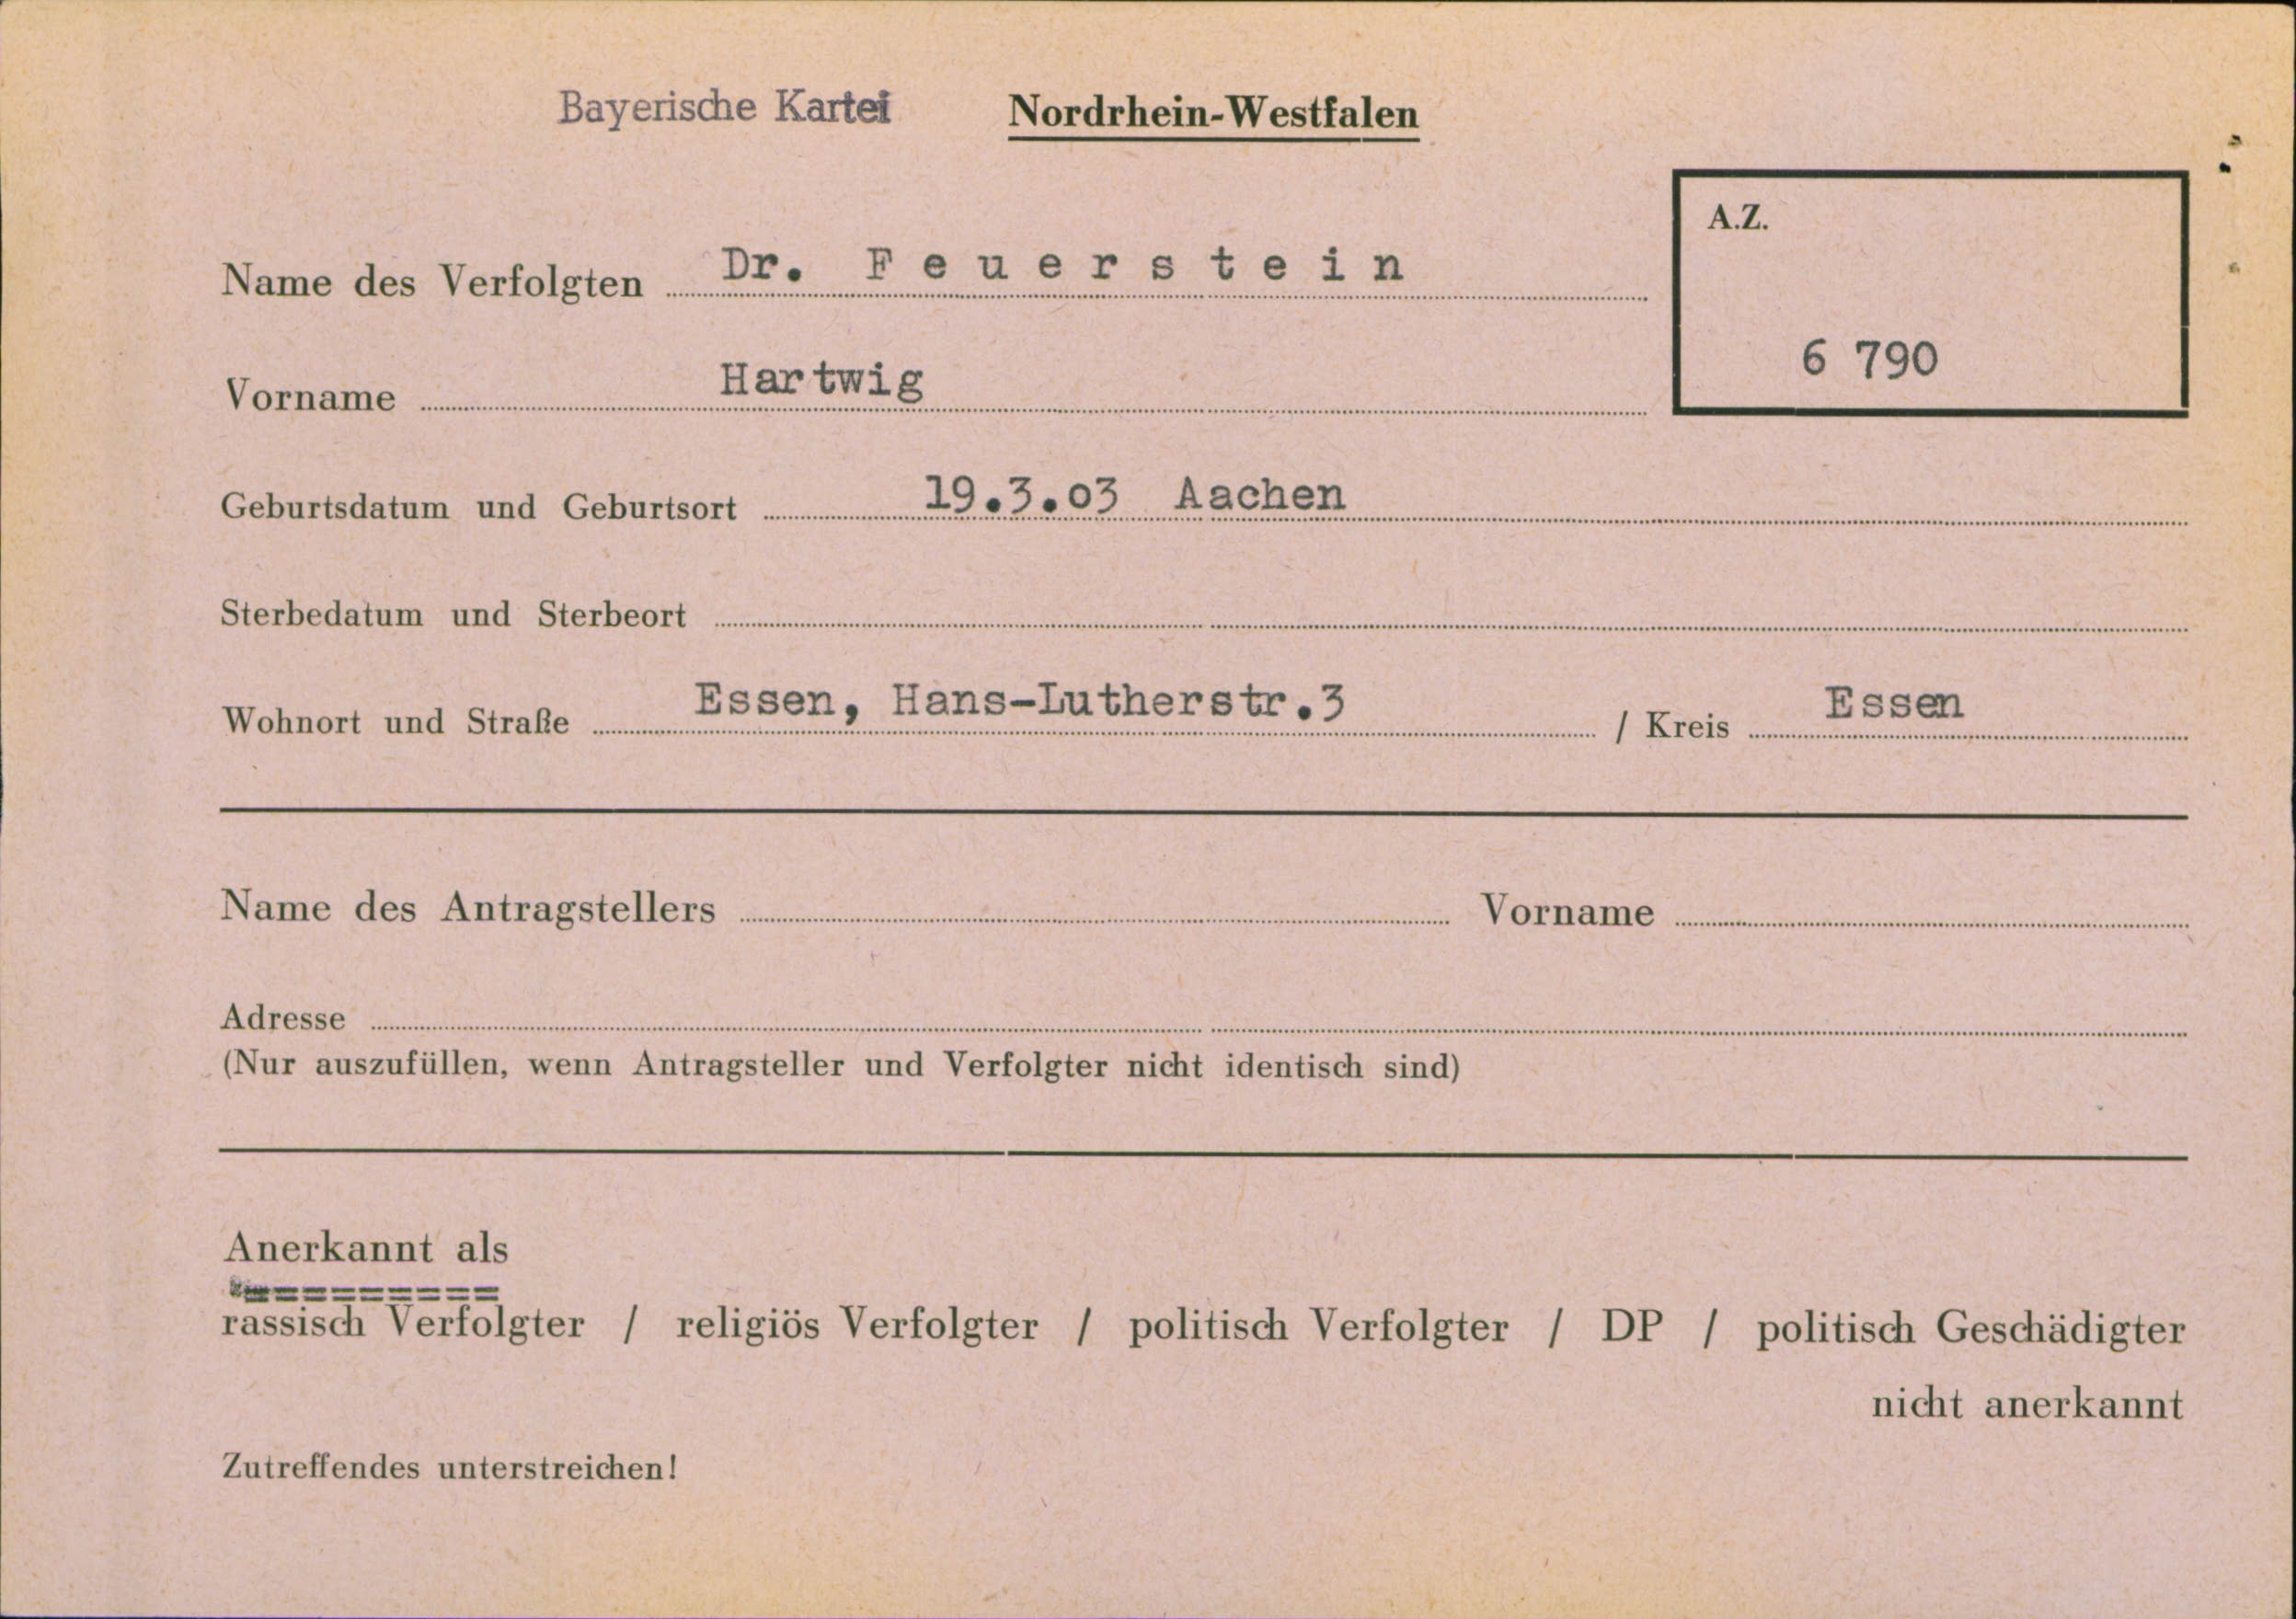 Bayerische Kartei Nordrhein-Westfalen
A.Z.
Name des Verfolgten Dr. F e u e r s t e i n
6 790
Vorname Hartwig
Geburtsdatum und Geburtsort 19.3.03 Aachen
Sterbedatum und Sterbeort
Wohnort und Straße Essen, Hans-Lutherstr.3 / Kreis Essen
Name des Antragstellers Vorname
Adresse
(Nur auszufüllen, wenn Antragsteller und Verfolgter nicht identisch sind)
Anerkannt als
==========
rassisch Verfolgter / religiös Verfolgter / politisch Verfolgter / DP / politisch Geschädigter
nicht anerkannt
Zutreffendes unterstreichen!